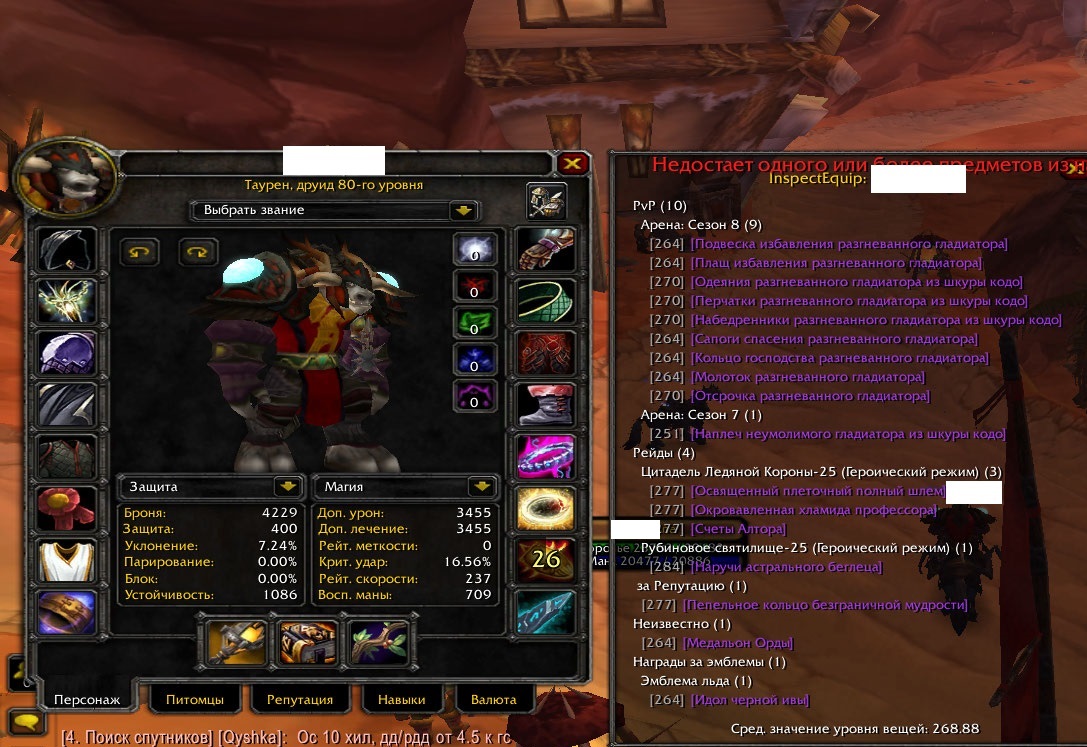 Таурен, друид 80-го уровня
Выбрать звание
0
0
0
0
0
26
Защита
Магия
Броня: 4229
Защита: 400
Уклонение: 7.24%
Парирование: 0.00%
Блок: 0.00%
Устойчивость: 1086
Доп. урон: 3455
Доп. лечение: 3455
Рейт. меткости: 0
Крит. удар: 16.56%
Рейт. скорости: 237
Восп. маны: 709
Персонаж
Питомцы
Репутация
Навыки
Валюта
[4. Поиск спутников] [Qyshka]: Ос 10 хил, дд/рдд от 4.5 к гс
Недостает одного или более предметов из
InspectEquip:
PvP (10)
Арена: Сезон 8 (9)
[264] [Подвеска избавления разгневанного гладиатора]
[264] [Плащ избавления разгневанного гладиатора]
[270] [Одеяния разгневанного гладиатора из шкуры кодо]
[270] [Перчатки разгневанного гладиатора из шкуры кодо]
[270] [Набедренники разгневанного гладиатора из шкуры кодо]
[264] [Сапоги спасения разгневанного гладиатора]
[264] [Кольцо господства разгневанного гладиатора]
[264] [Молоток разгневанного гладиатора]
[270] [Отсрочка разгневанного гладиатора]
Арена: Сезон 7 (1)
[251] [Наплеч неумолимого гладиатора из шкуры кодо]
Рейды (4)
Цитадель Ледяной Короны-25 (Героический режим) (3)
[277] [Освященный плеточный полный шлем]
[277] [Окровавленная хламида профессора]
77] [Счеты Алтора]
Рубиновое святилище-25 (Героический режим) (1)
[284] [Наручи астрального беглеца]
20477 / 20886
за Репутацию (1)
[277] [Пепельное кольцо безграничной мудрости]
Неизвестно (1)
[264] [Медальон Орды]
Награды за эмблемы (1)
Эмблема льда (1)
[264] [Идол черной ивы]
Сред. значение уровня вещей: 268.88